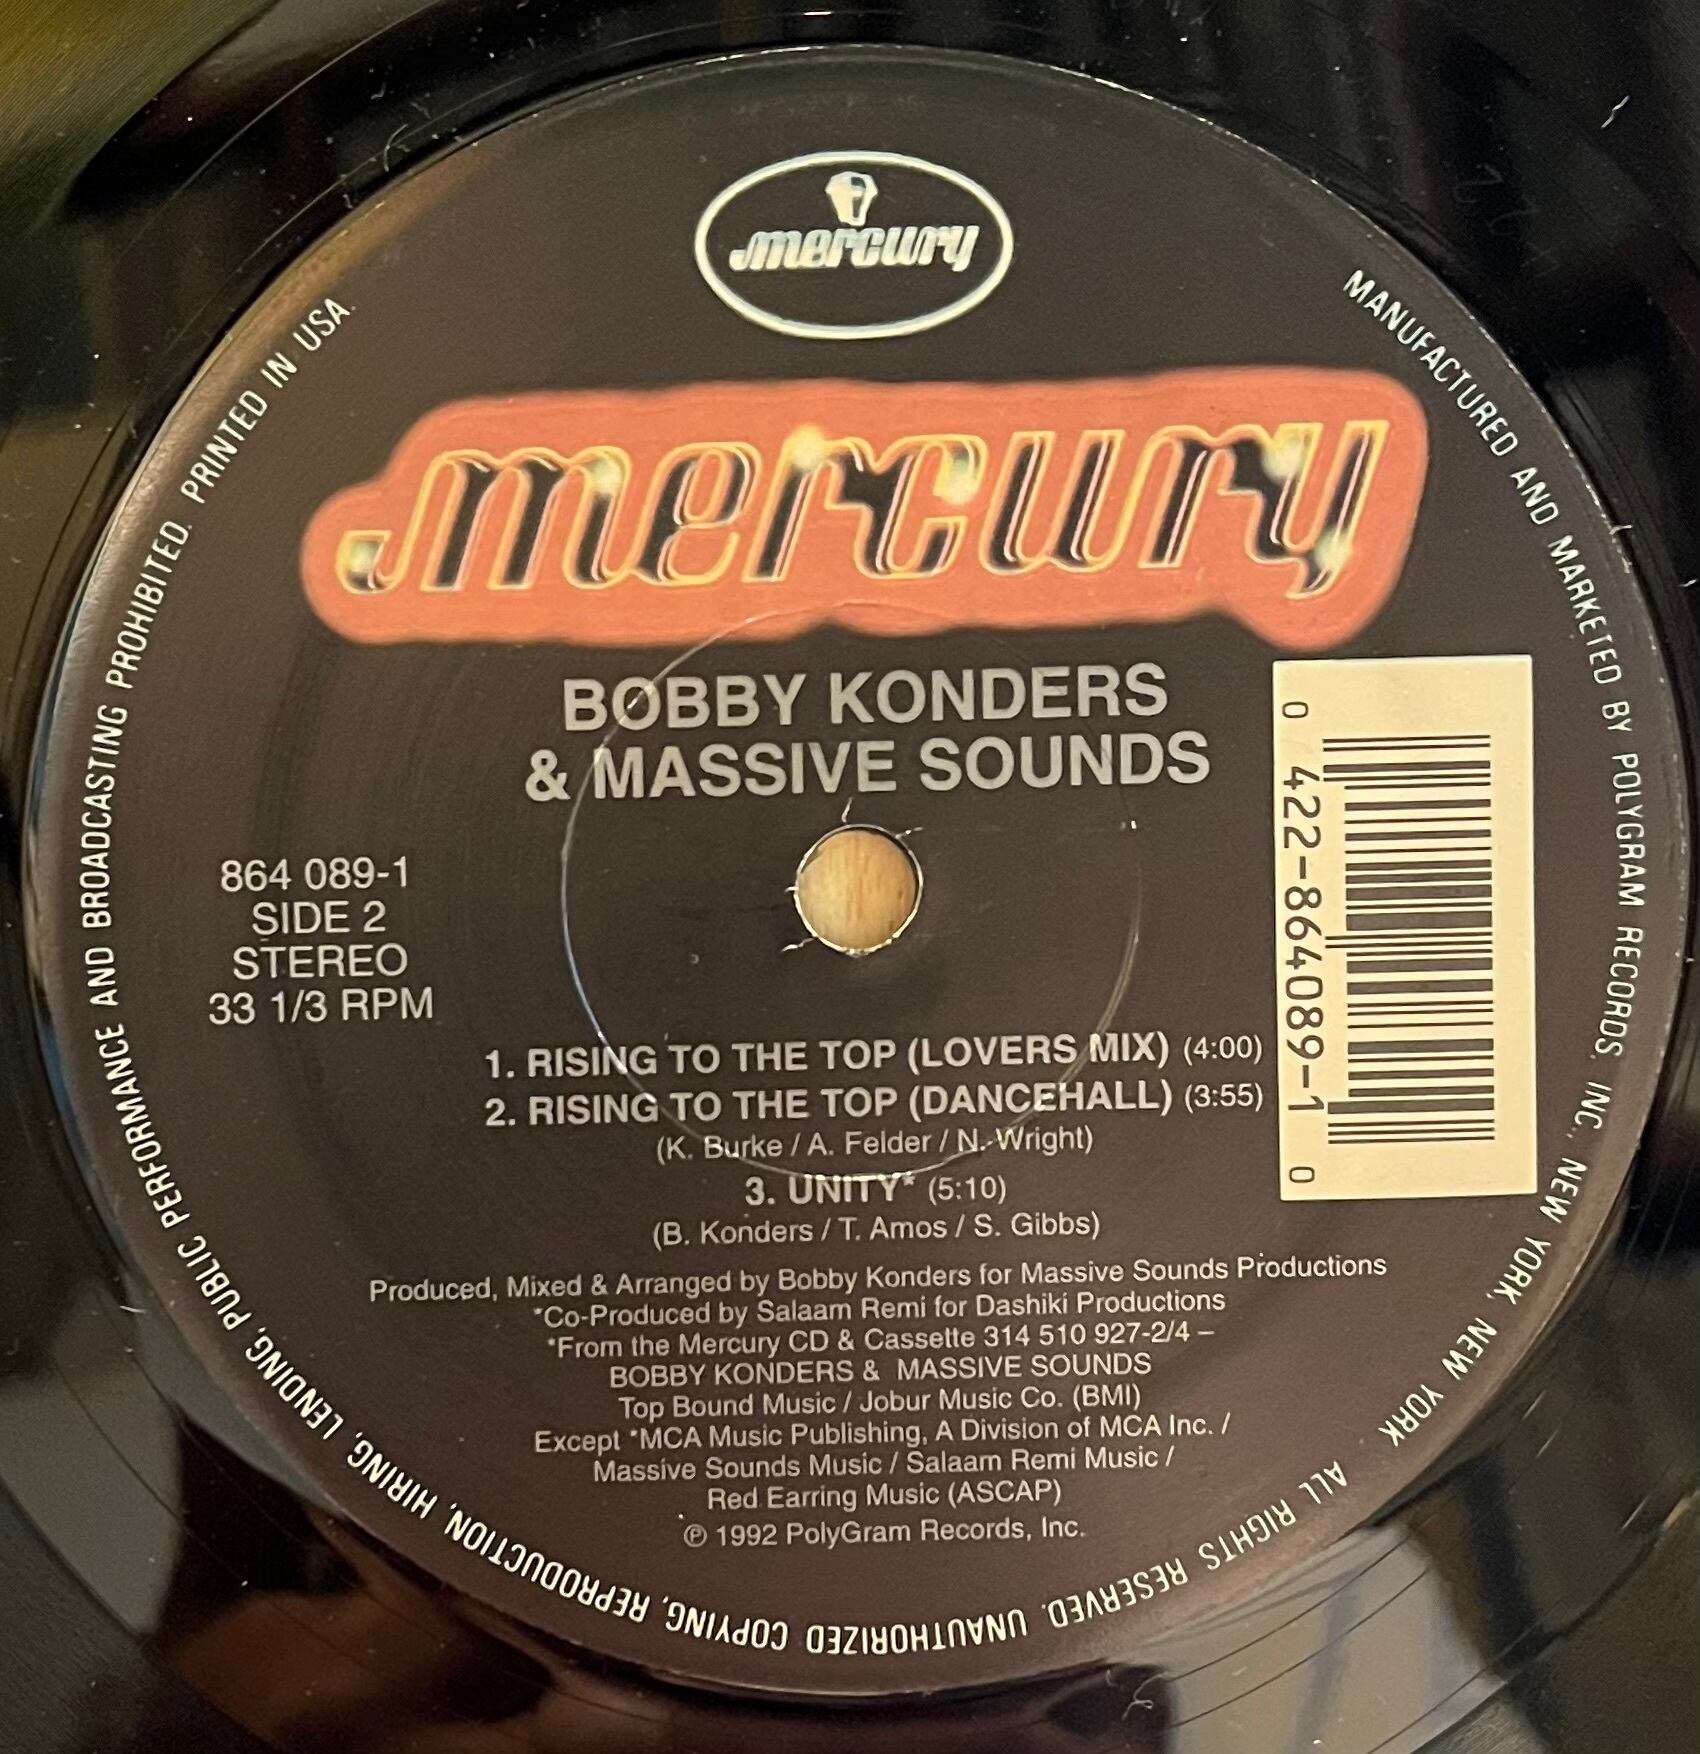 mercury
mercury
BOBBY KONDERS
& MASSIVE SOUNDS
864 089-1
SIDE 2
STEREO
33 1/3 RPM
0 422-864089-1 0
1. RISING TO THE TOP (LOVERS MIX) (4:00)
2. RISING TO THE TOP (DANCEHALL) (3:55)
(K. Burke / A. Felder / N. Wright)
3. UNITY* (5:10)
(B. Konders / T. Amos / S. Gibbs)
Produced, Mixed & Arranged by Bobby Konders for Massive Sounds Productions
*Co-Produced by Salaam Remi for Dashiki Productions
*From the Mercury CD & Cassette 314 510 927-2/4 –
BOBBY KONDERS & MASSIVE SOUNDS
Top Bound Music / Jobur Music Co. (BMI)
Except *MCA Music Publishing, A Division of MCA Inc. /
Massive Sounds Music / Salaam Remi Music /
Red Earring Music (ASCAP)
℗ 1992 PolyGram Records, Inc.
MANUFACTURED AND MARKETED BY POLYGRAM RECORDS, INC., NEW YORK, NEW YORK
ALL RIGHTS RESERVED. UNAUTHORIZED COPYING, REPRODUCTION, HIRING, LENDING, PUBLIC PERFORMANCE AND BROADCASTING PROHIBITED. PRINTED IN USA.